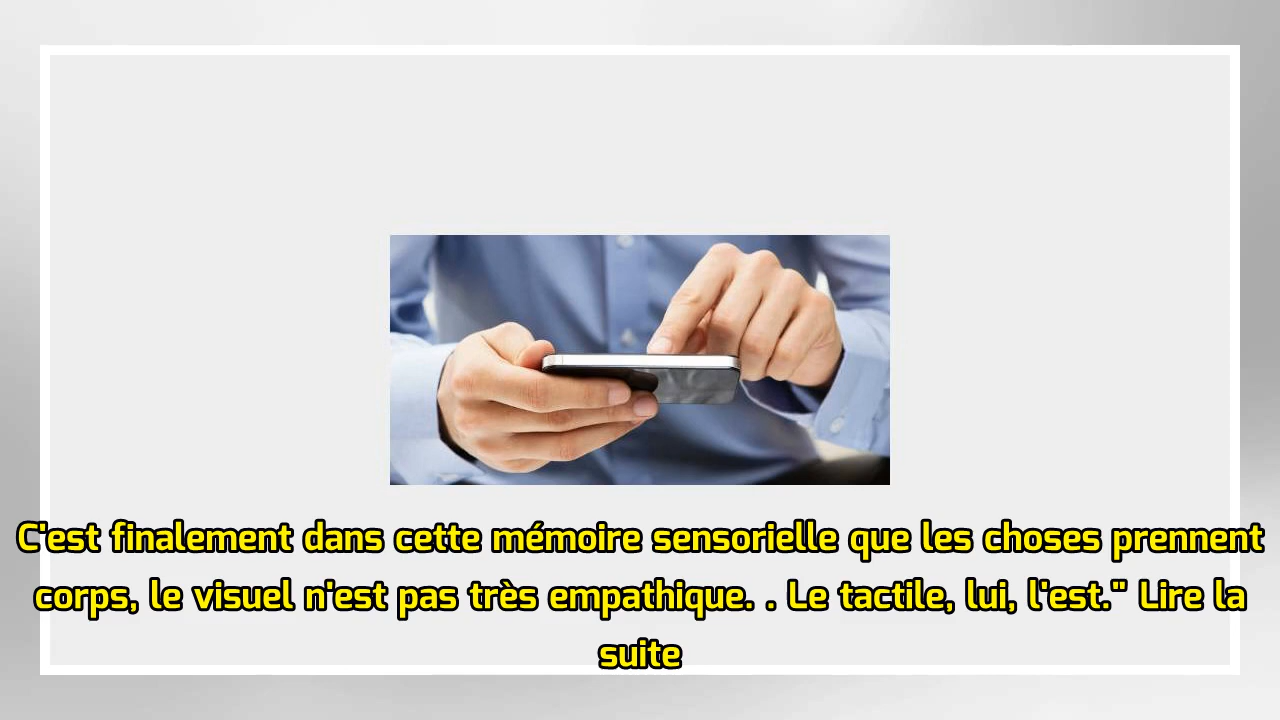 C'est finalement dans cette mémoire sensorielle que les choses prennent
corps, le visuel n'est pas très empathique. . Le tactile, lui, l'est." Lire la
suite